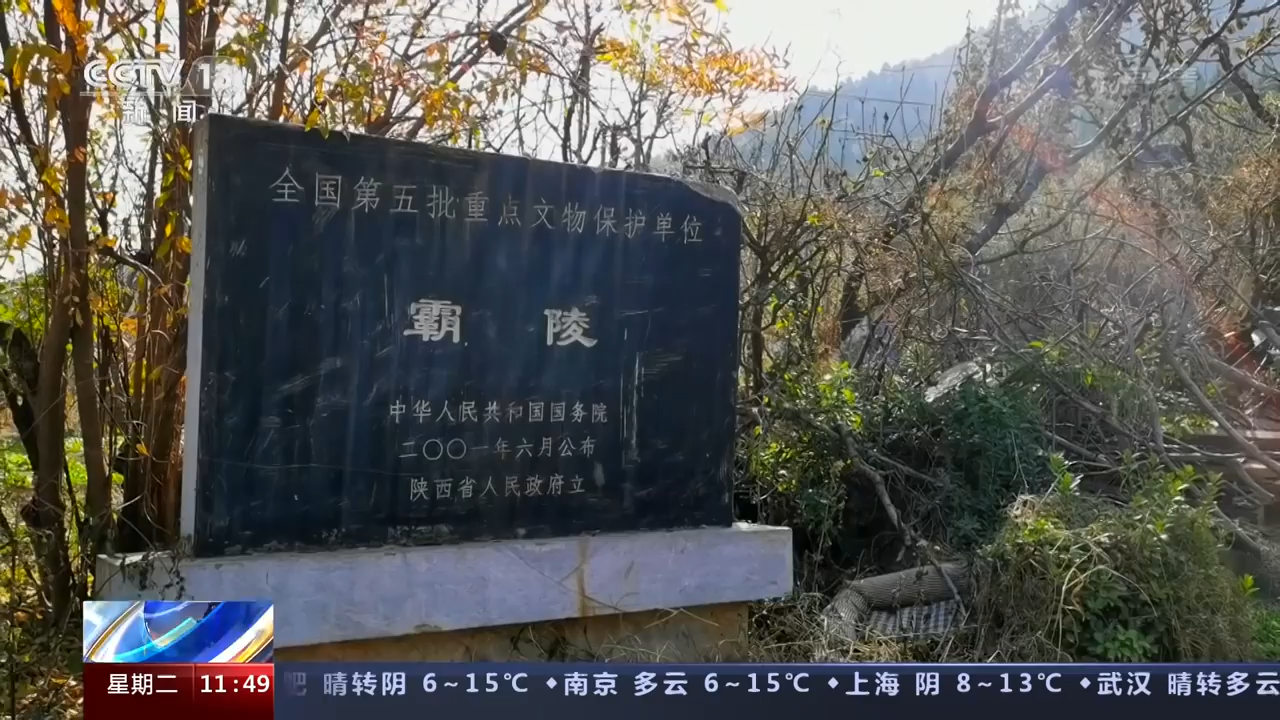 CCTV 1
新闻
全国第五批重点文物保护单位
霸陵
中华人民共和国国务院
二〇〇一年六月公布
陕西省人民政府立
星期二 11:49
晴转阴 6~15℃ ◆南京 多云 6~15℃ ◆上海 阴 8~13℃ ◆武汉 晴转多云